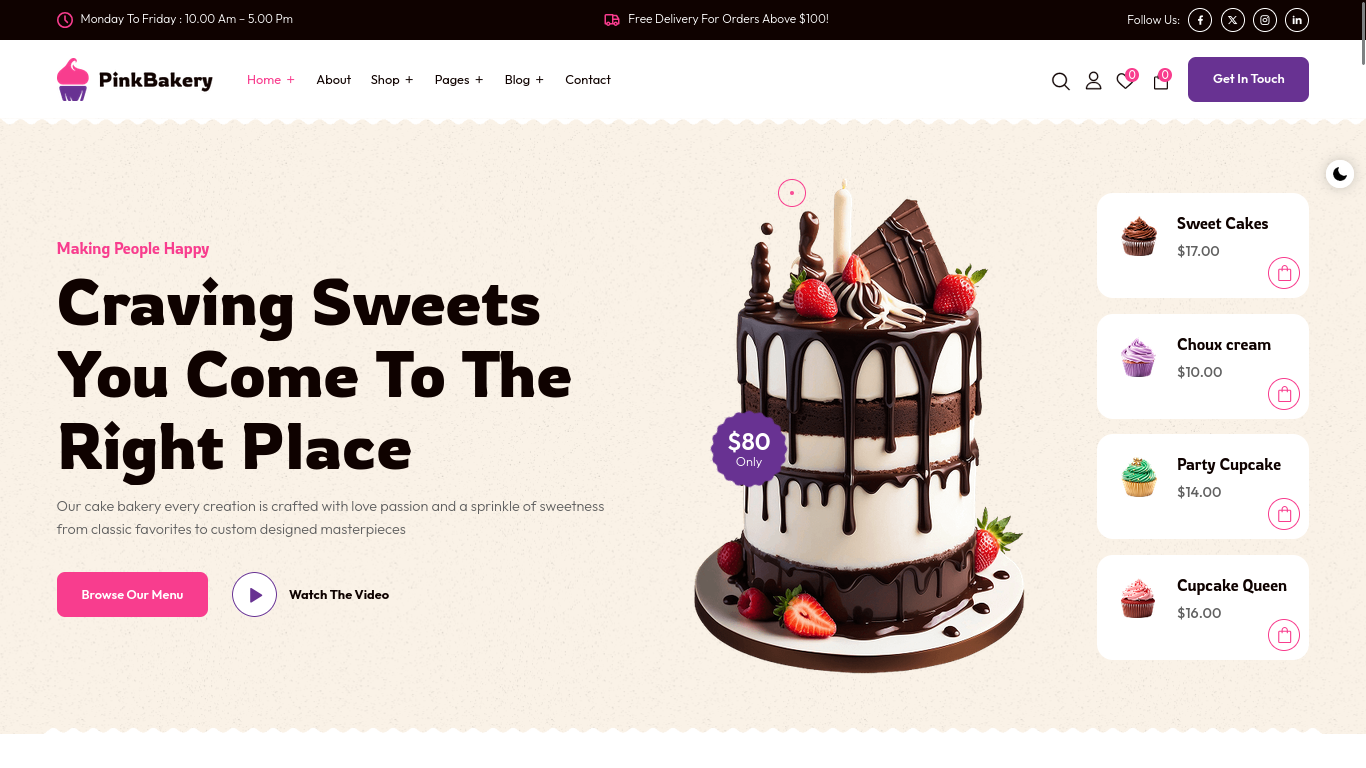 Monday To Friday : 10.00 Am – 5.00 Pm
Free Delivery For Orders Above $100!
Follow Us:
PinkBakery
Home +
About
Shop +
Pages +
Blog +
Contact
0
0
Get In Touch
Making People Happy
Craving Sweets
You Come To The
Right Place
Our cake bakery every creation is crafted with love passion and a sprinkle of sweetness
from classic favorites to custom designed masterpieces
Browse Our Menu
Watch The Video
$80
Only
Sweet Cakes
$17.00
Choux cream
$10.00
Party Cupcake
$14.00
Cupcake Queen
$16.00